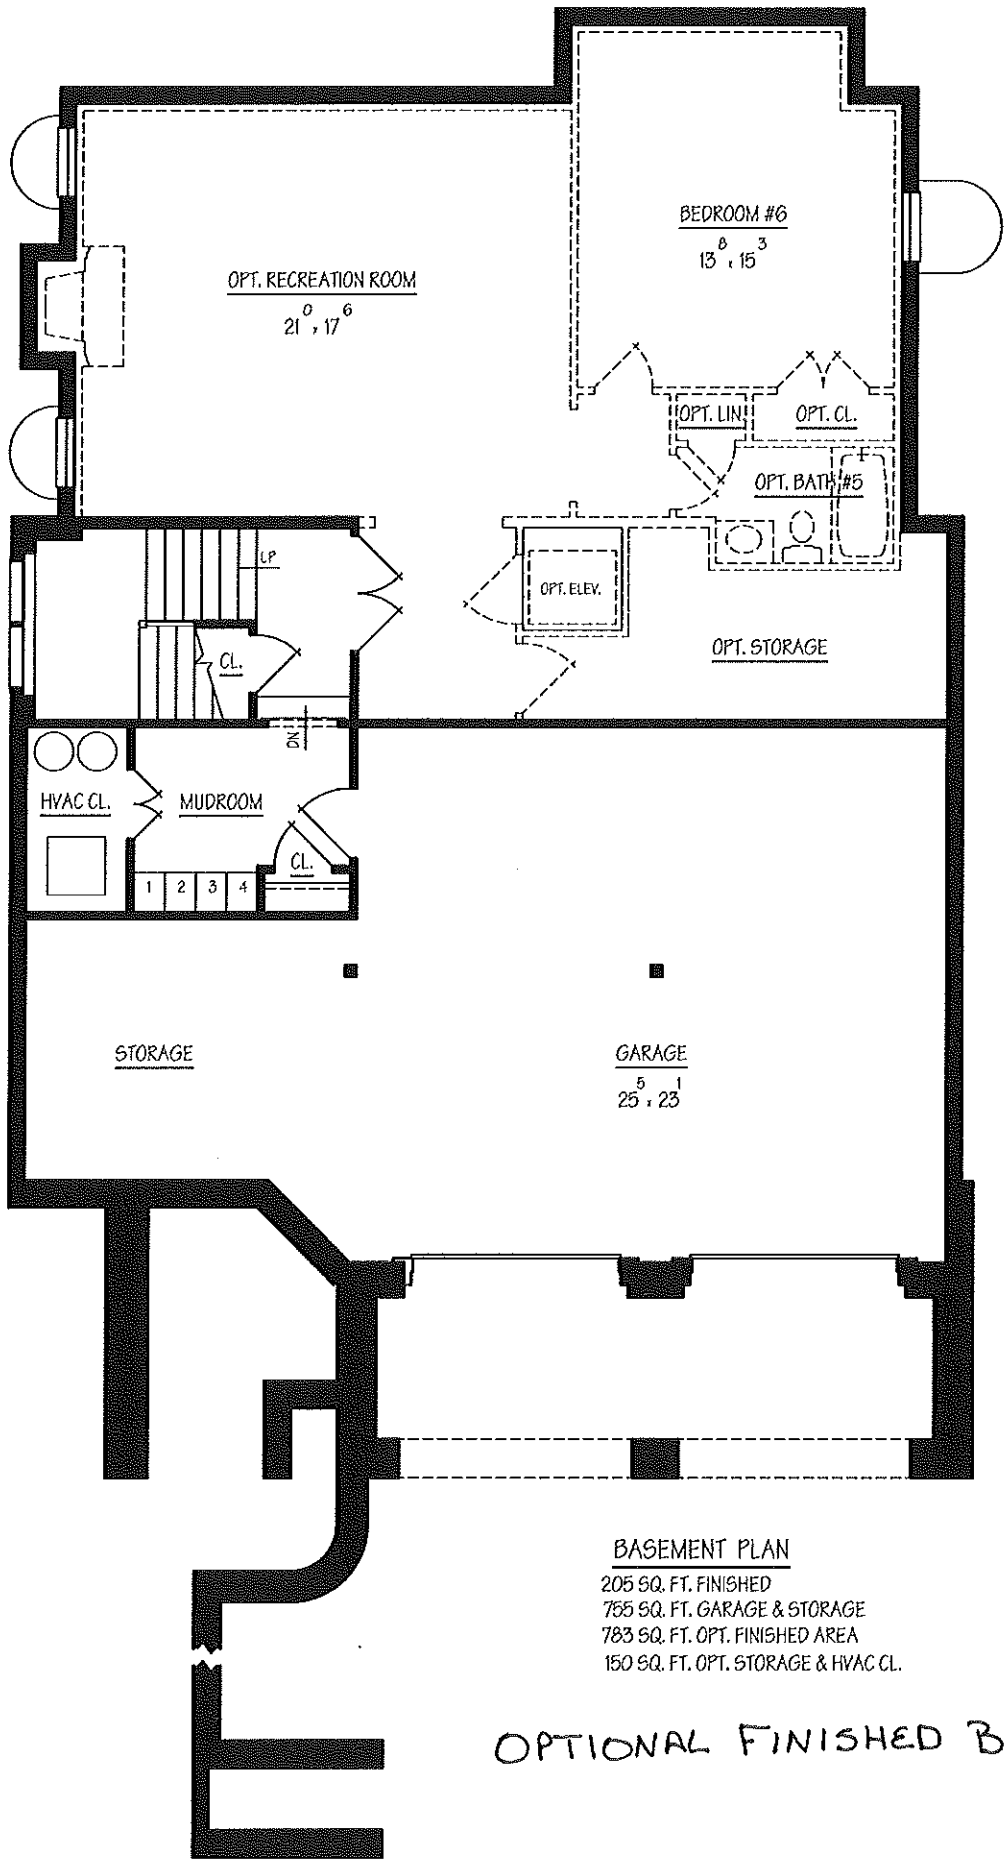 BEDROOM #6
13⁸ x 15³
OPT. RECREATION ROOM
21⁰ x 17⁶
OPT. LIN
OPT. CL.
OPT. BATH #5
UP
OPT. ELEV.
CL.
OPT. STORAGE
DN
HVAC CL.
MUDROOM
CL.
1 2 3 4
STORAGE
GARAGE
25⁵ x 23¹
BASEMENT PLAN
205 SQ. FT. FINISHED
755 SQ. FT. GARAGE & STORAGE
783 SQ. FT. OPT. FINISHED AREA
150 SQ. FT. OPT. STORAGE & HVAC CL.
OPTIONAL FINISHED B